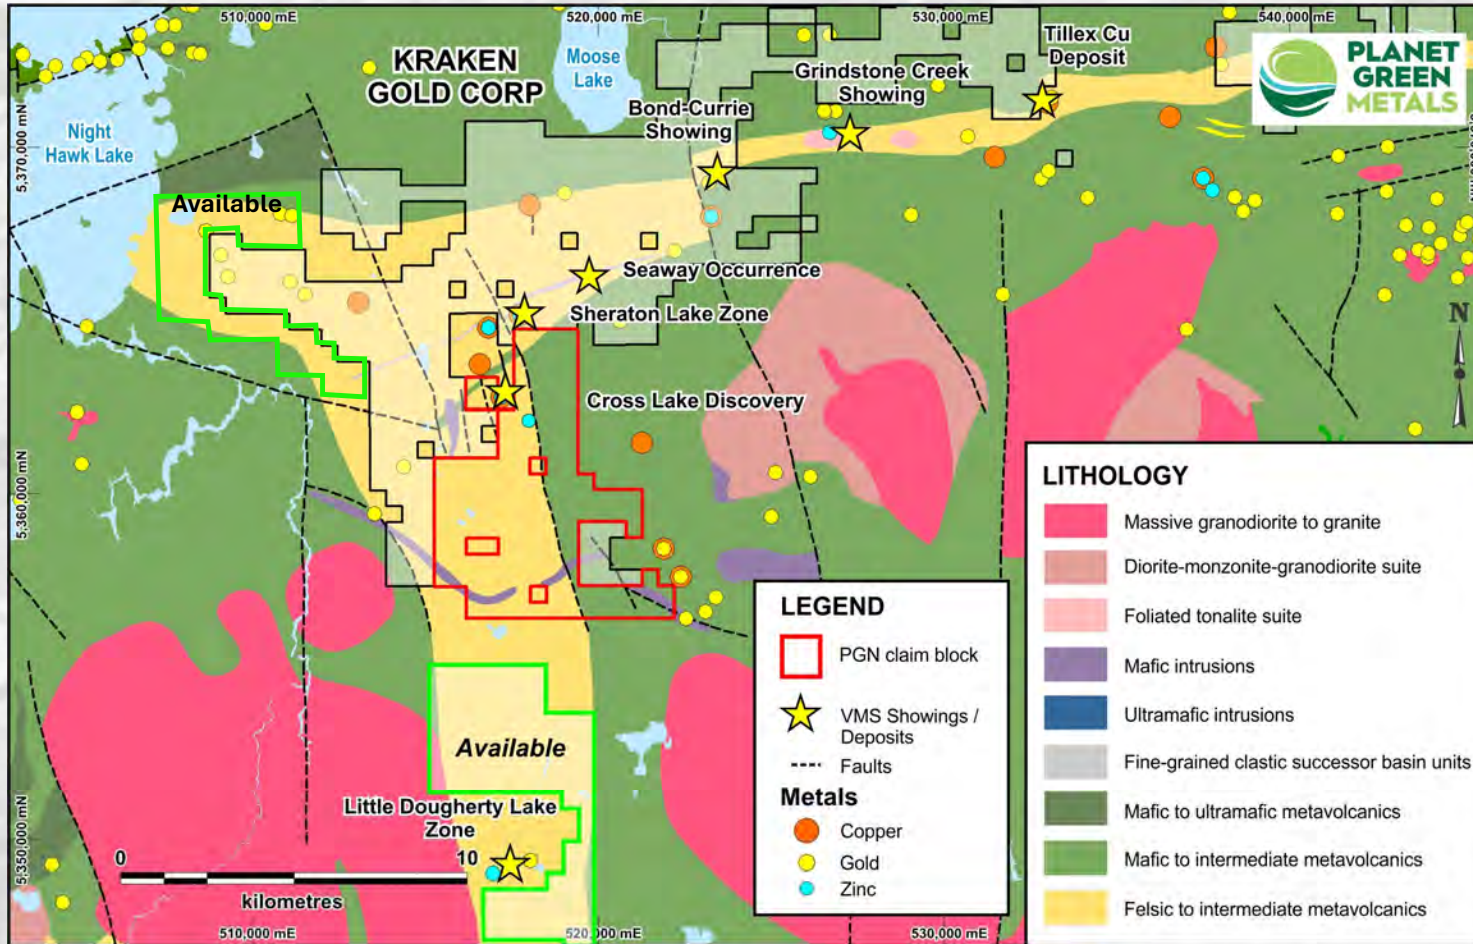 510,000 mE
520,000 mE
530,000 mE
540,000 mE
KRAKEN
GOLD CORP
Moose
Lake
Tillex Cu
Deposit
Grindstone Creek
Showing
Bond-Currie
Showing
PLANET
GREEN
METALS
Night
Hawk Lake
5,370,000 mN
Available
Seaway Occurrence
Sheraton Lake Zone
Cross Lake Discovery
N
5,360,000 mN
Available
Little Dougherty Lake
Zone
5,350,000 mN
0
10
kilometres
510,000 mE
520,000 mE
530,000 mE
LEGEND
PGN claim block
VMS Showings /
Deposits
Faults
Metals
Copper
Gold
Zinc
LITHOLOGY
Massive granodiorite to granite
Diorite-monzonite-granodiorite suite
Foliated tonalite suite
Mafic intrusions
Ultramafic intrusions
Fine-grained clastic successor basin units
Mafic to ultramafic metavolcanics
Mafic to intermediate metavolcanics
Felsic to intermediate metavolcanics